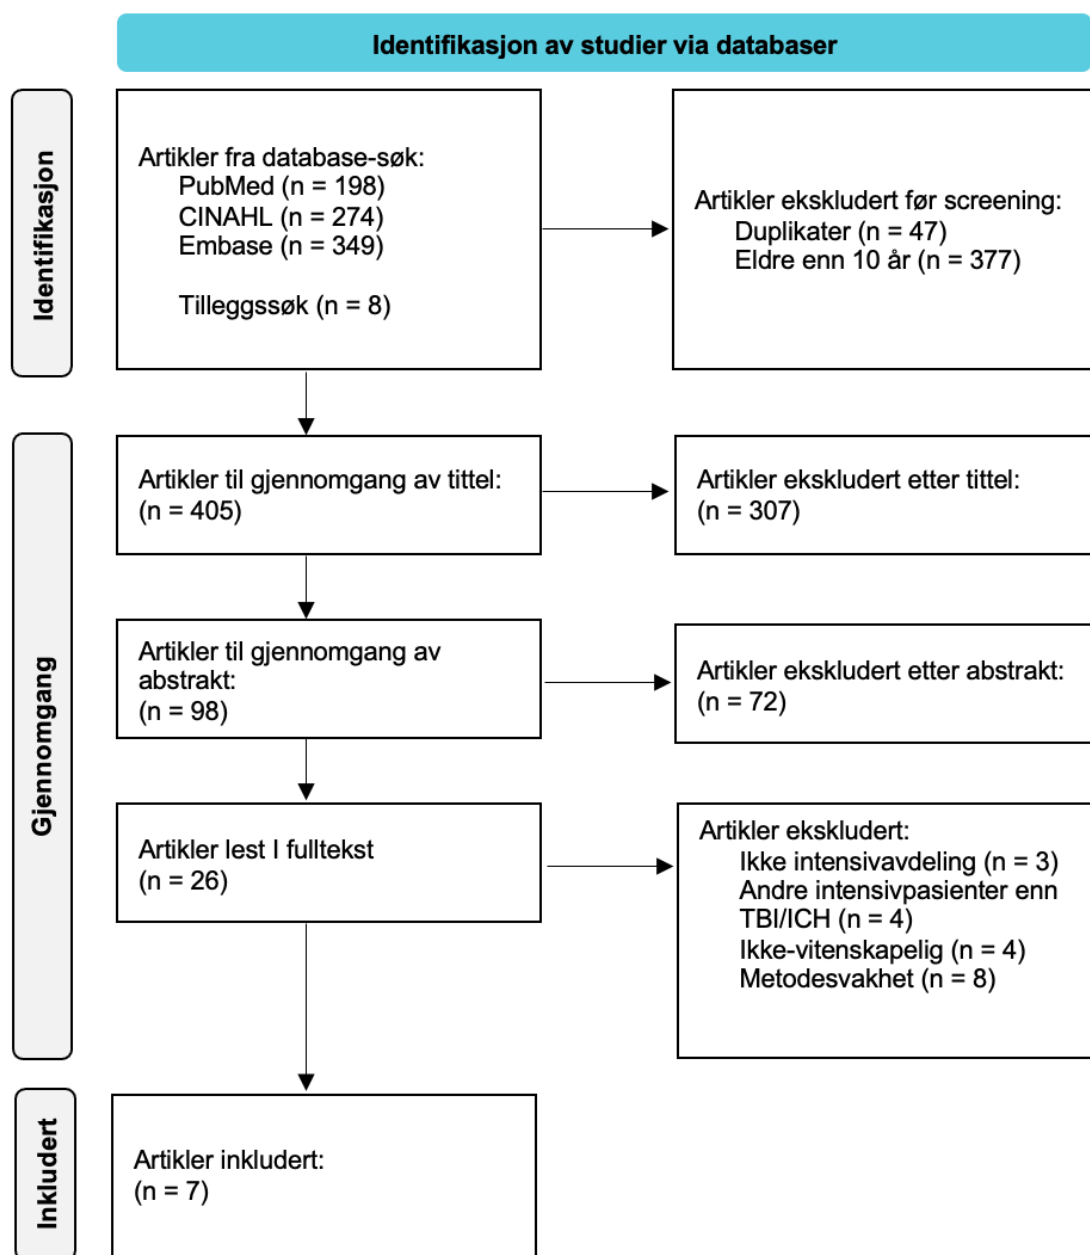 Identifikasjon av studier via databaser
Identifikasjon
Artikler fra database-søk:
PubMed (n = 198)
CINAHL (n = 274)
Embase (n = 349)
Tilleggssøk (n = 8)
Artikler ekskludert før screening:
Duplikater (n = 47)
Eldre enn 10 år (n = 377)
Gjennomgang
Artikler til gjennomgang av tittel:
(n = 405)
Artikler ekskludert etter tittel:
(n = 307)
Artikler til gjennomgang av
abstrakt:
(n = 98)
Artikler ekskludert etter abstrakt:
(n = 72)
Artikler lest I fulltekst
(n = 26)
Artikler ekskludert:
Ikke intensivavdeling (n = 3)
Andre intensivpasienter enn
TBI/ICH (n = 4)
Ikke-vitenskapelig (n = 4)
Metodesvakhet (n = 8)
Inkludert
Artikler inkludert:
(n = 7)